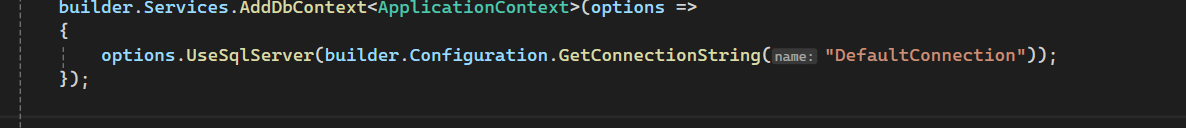 builder.Services.AddDbContext<ApplicationContext>(options =>
{
options.UseSqlServer(builder.Configuration.GetConnectionString(name: "DefaultConnection"));
});